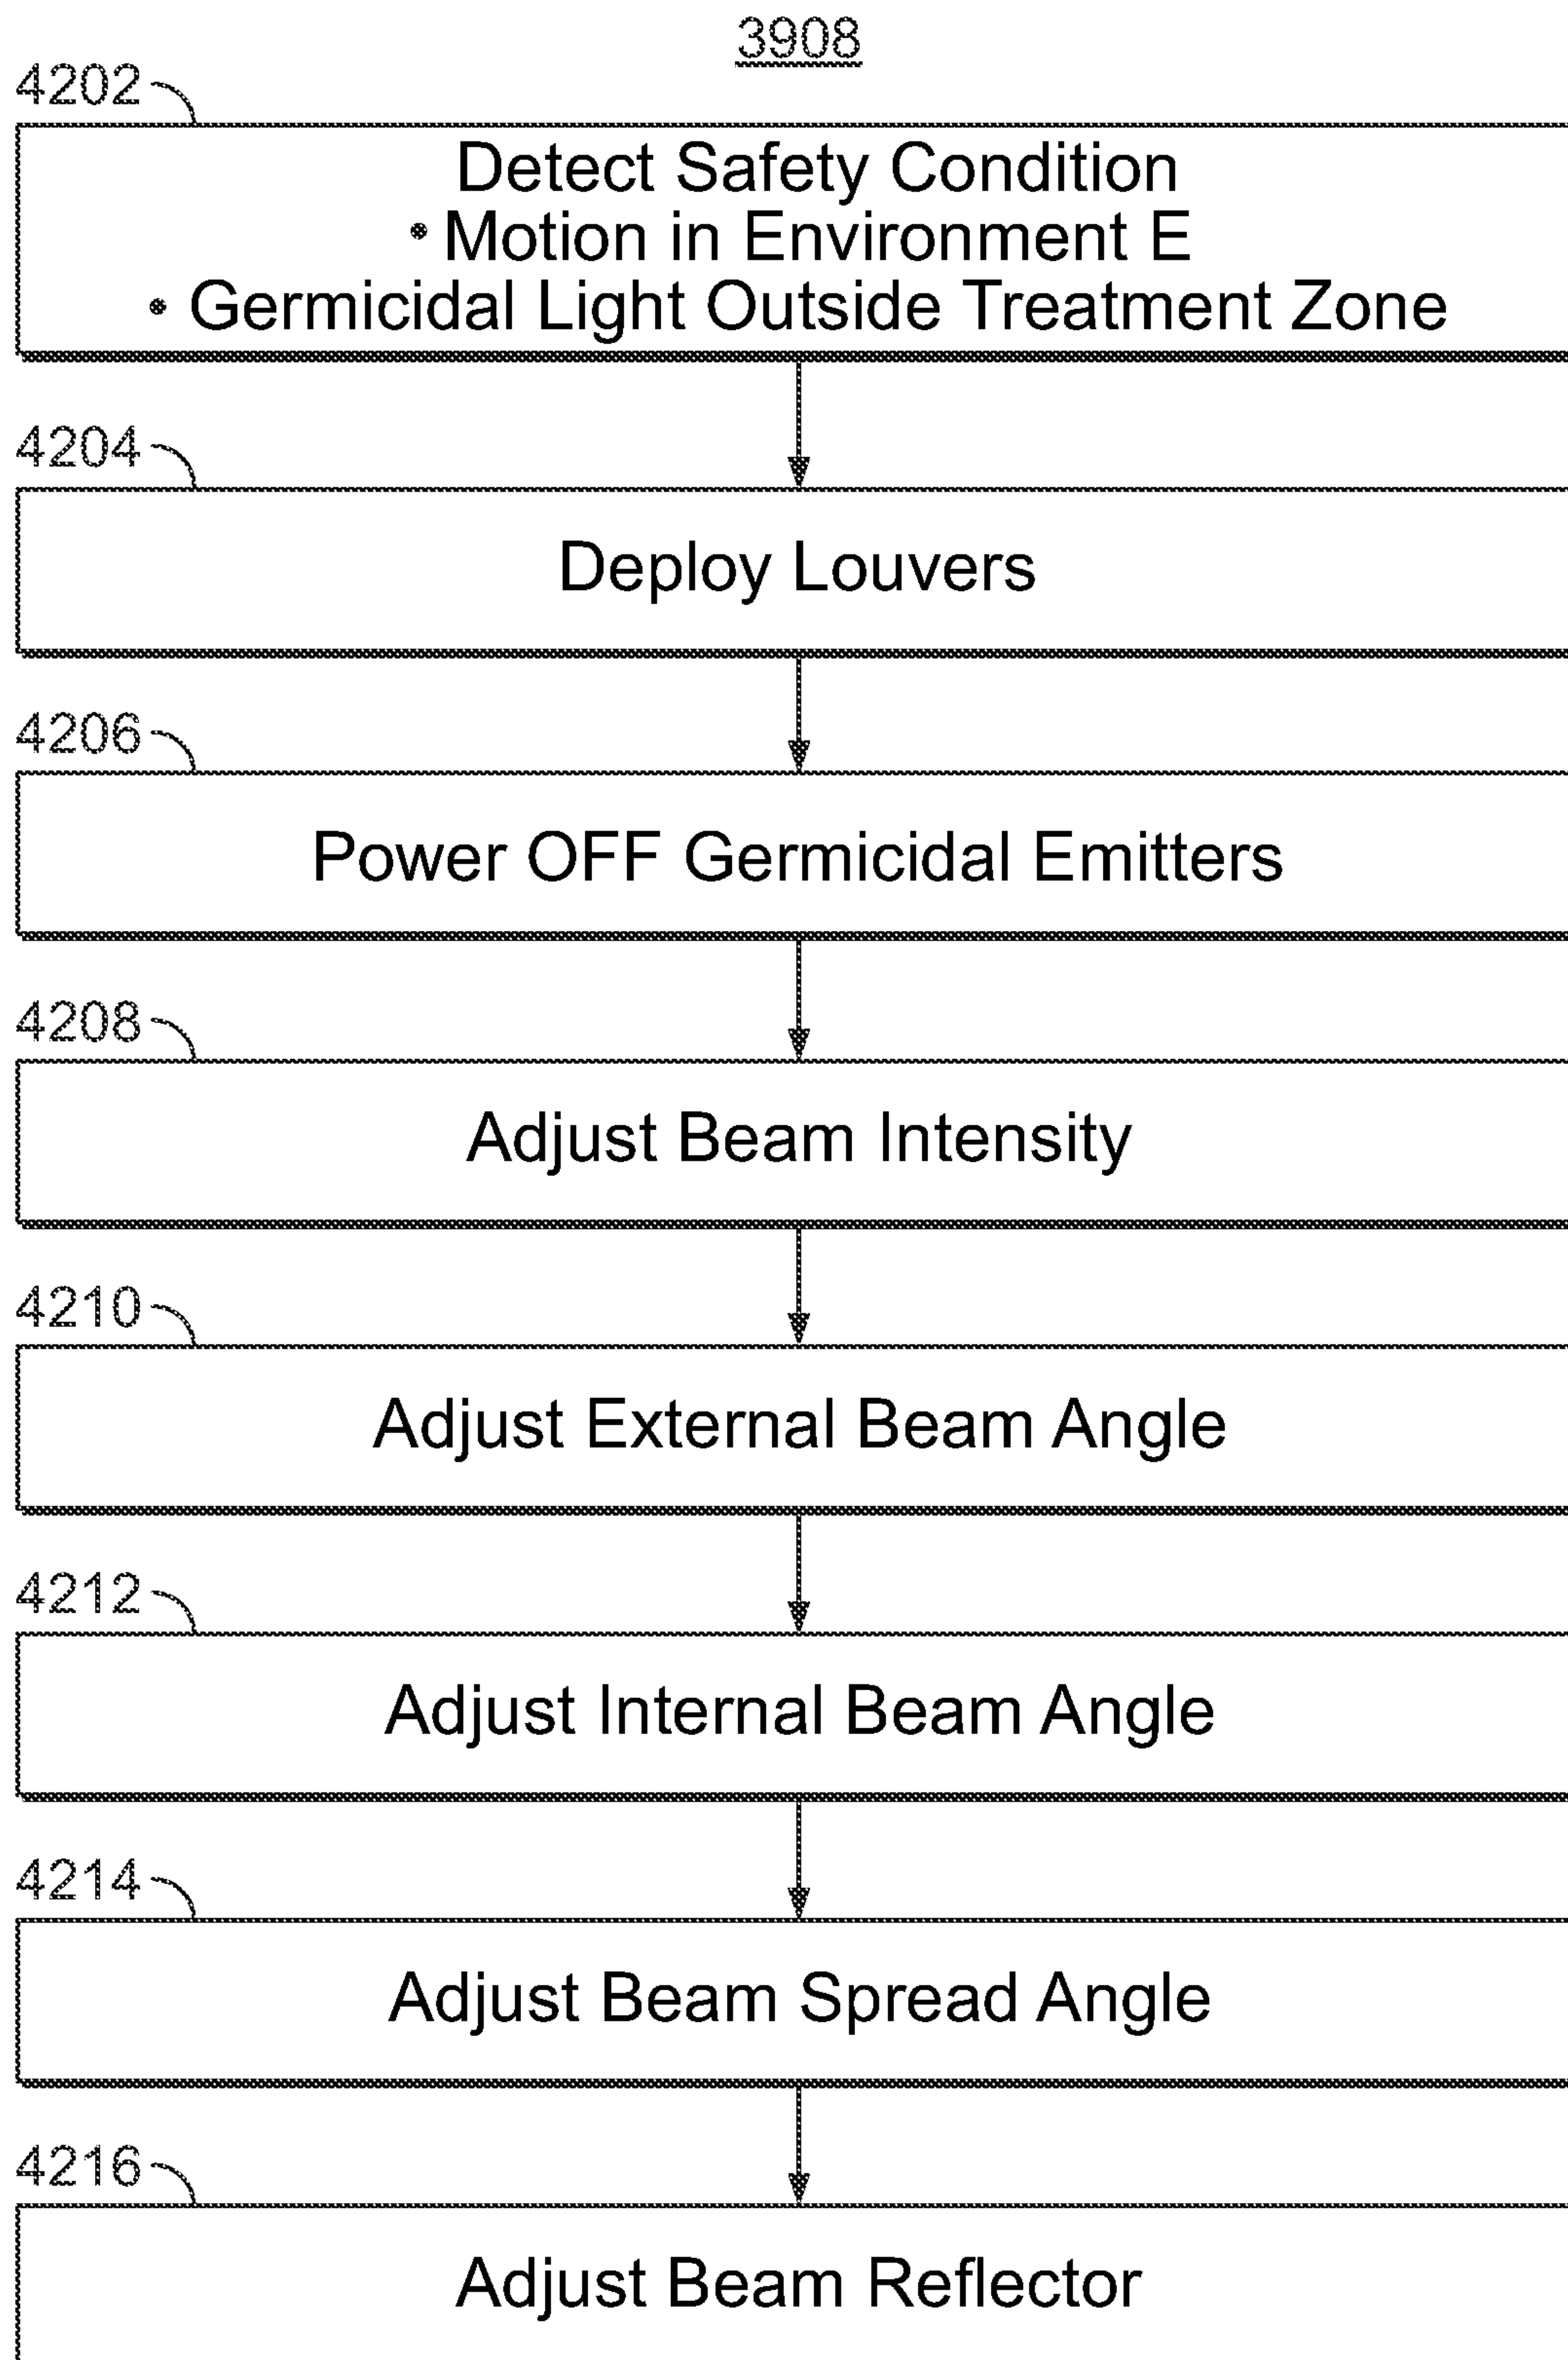 3908
4202
Detect Safety Condition
• Motion in Environment E
• Germicidal Light Outside Treatment Zone
4204
Deploy Louvers
4206
Power OFF Germicidal Emitters
4208
Adjust Beam Intensity
4210
Adjust External Beam Angle
4212
Adjust Internal Beam Angle
4214
Adjust Beam Spread Angle
4216
Adjust Beam Reflector